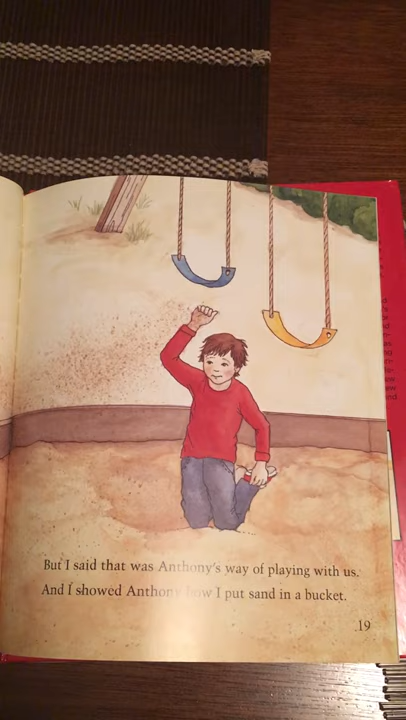 But I said that was Anthony's way of playing with us.
And I showed Anthony how I put sand in a bucket.
19